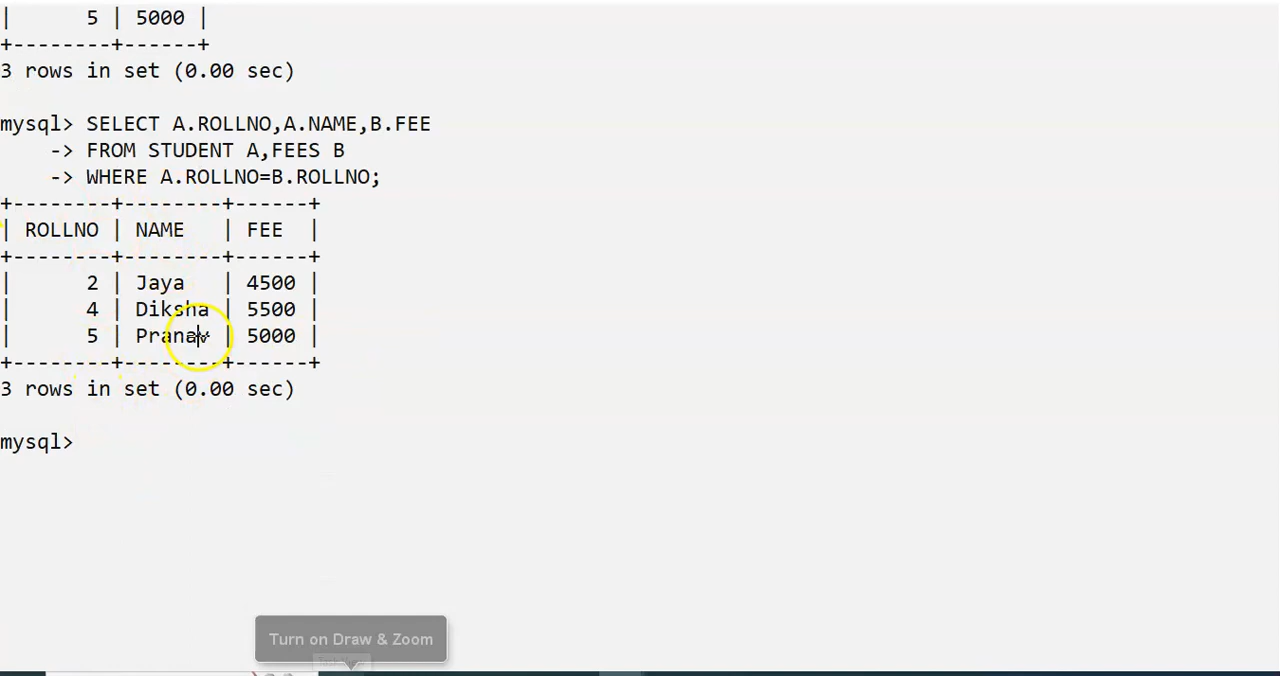 |      5 | 5000 |
+--------+------+
3 rows in set (0.00 sec)
mysql> SELECT A.ROLLNO,A.NAME,B.FEE
    -> FROM STUDENT A,FEES B
    -> WHERE A.ROLLNO=B.ROLLNO;
+--------+--------+------+
| ROLLNO | NAME   | FEE  |
+--------+--------+------+
|      2 | Jaya   | 4500 |
|      4 | Diksha | 5500 |
|      5 | Pranav | 5000 |
+--------+--------+------+
3 rows in set (0.00 sec)
mysql>
Turn on Draw & Zoom